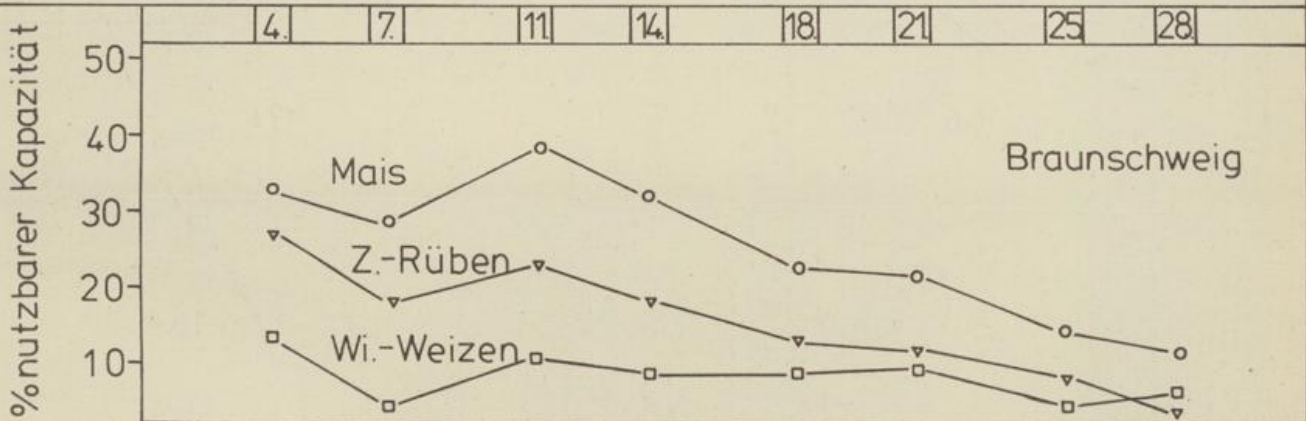 4. 7. 11. 14. 18. 21. 25. 28.
% nutzbarer Kapazität
50
40
30
20
10
Mais
Z.-Rüben
Wi.-Weizen
Braunschweig